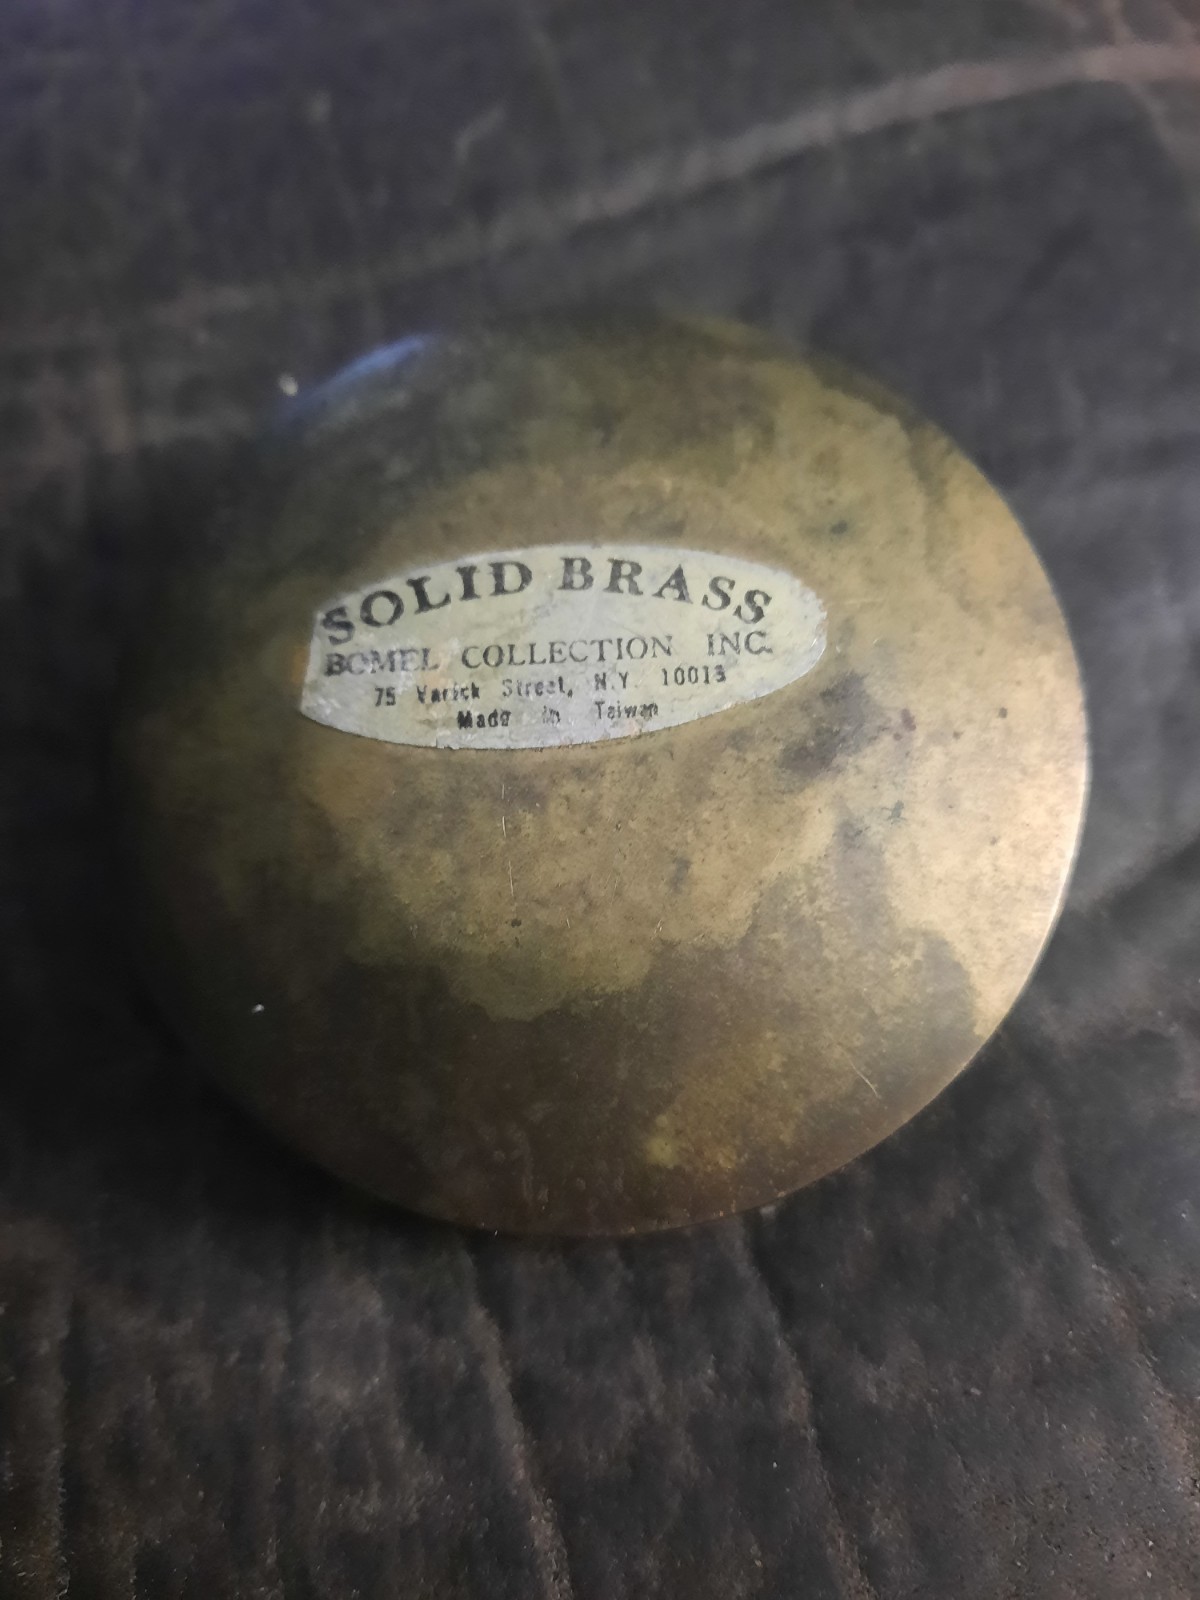 SOLID BRASS
BOMEL COLLECTION INC.
75 Varick Street, N.Y. 10013
Made in Taiwan